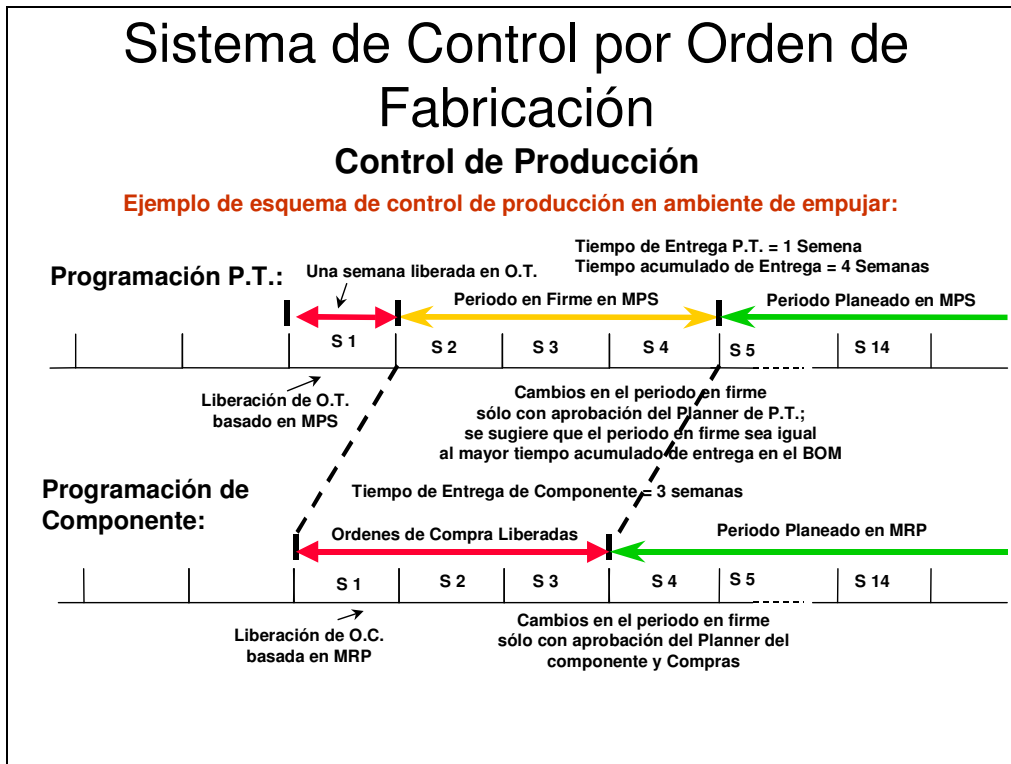 Sistema de Control por Orden de
Fabricación
Control de Producción
Ejemplo de esquema de control de producción en ambiente de empujar:
Tiempo de Entrega P.T. = 1 Semena
Tiempo acumulado de Entrega = 4 Semanas
Programación P.T.:
Una semana liberada en O.T.
Periodo en Firme en MPS
Periodo Planeado en MPS
S 1
S 2
S 3
S 4
S 5
S 14
Liberación de O.T.
basado en MPS
Cambios en el periodo en firme
sólo con aprobación del Planner de P.T.;
se sugiere que el periodo en firme sea igual
al mayor tiempo acumulado de entrega en el BOM
Programación de
Componente:
Tiempo de Entrega de Componente = 3 semanas
Ordenes de Compra Liberadas
Periodo Planeado en MRP
S 1
S 2
S 3
S 4
S 5
S 14
Liberación de O.C.
basada en MRP
Cambios en el periodo en firme
sólo con aprobación del Planner del
componente y Compras